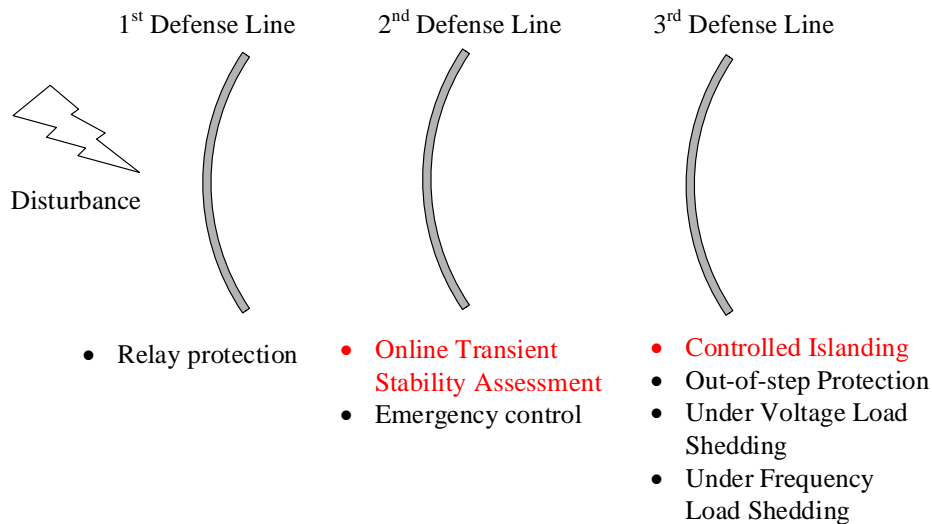 1st Defense Line
2nd Defense Line
3rd Defense Line
Disturbance
• Relay protection
• Online Transient
Stability Assessment
• Emergency control
• Controlled Islanding
• Out-of-step Protection
• Under Voltage Load
Shedding
• Under Frequency
Load Shedding